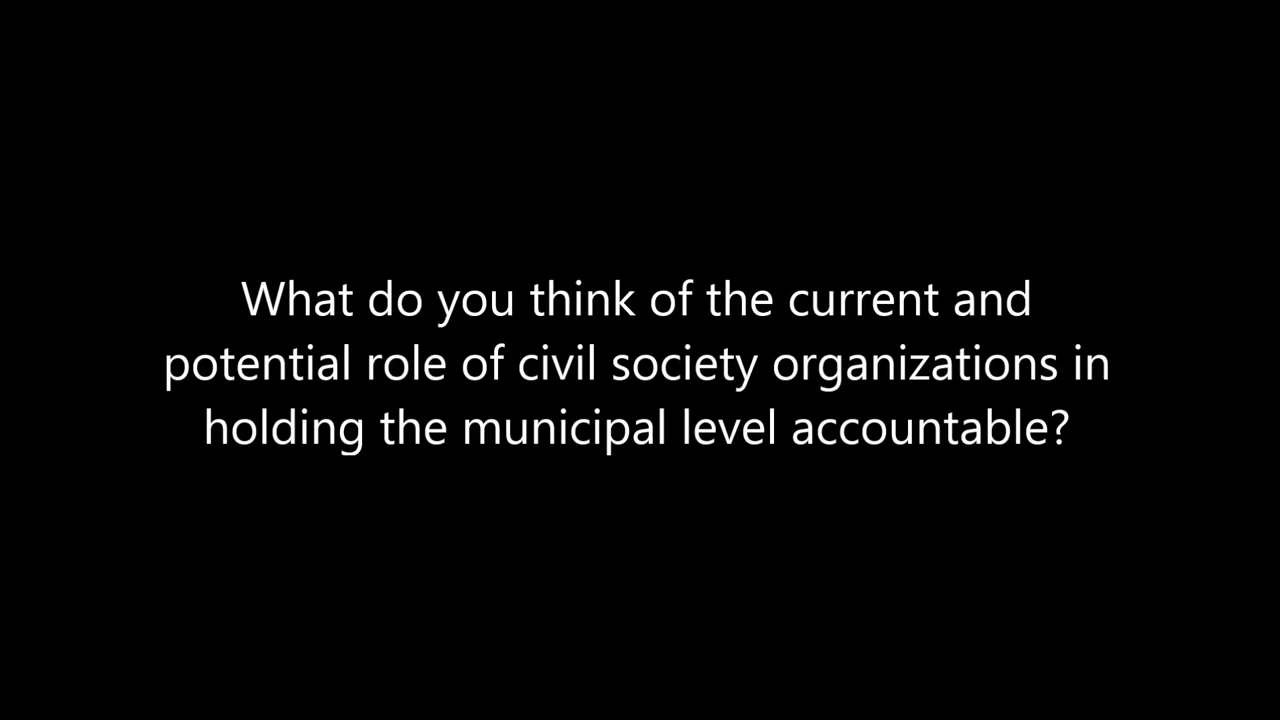 What do you think of the current and
potential role of civil society organizations in
holding the municipal level accountable?